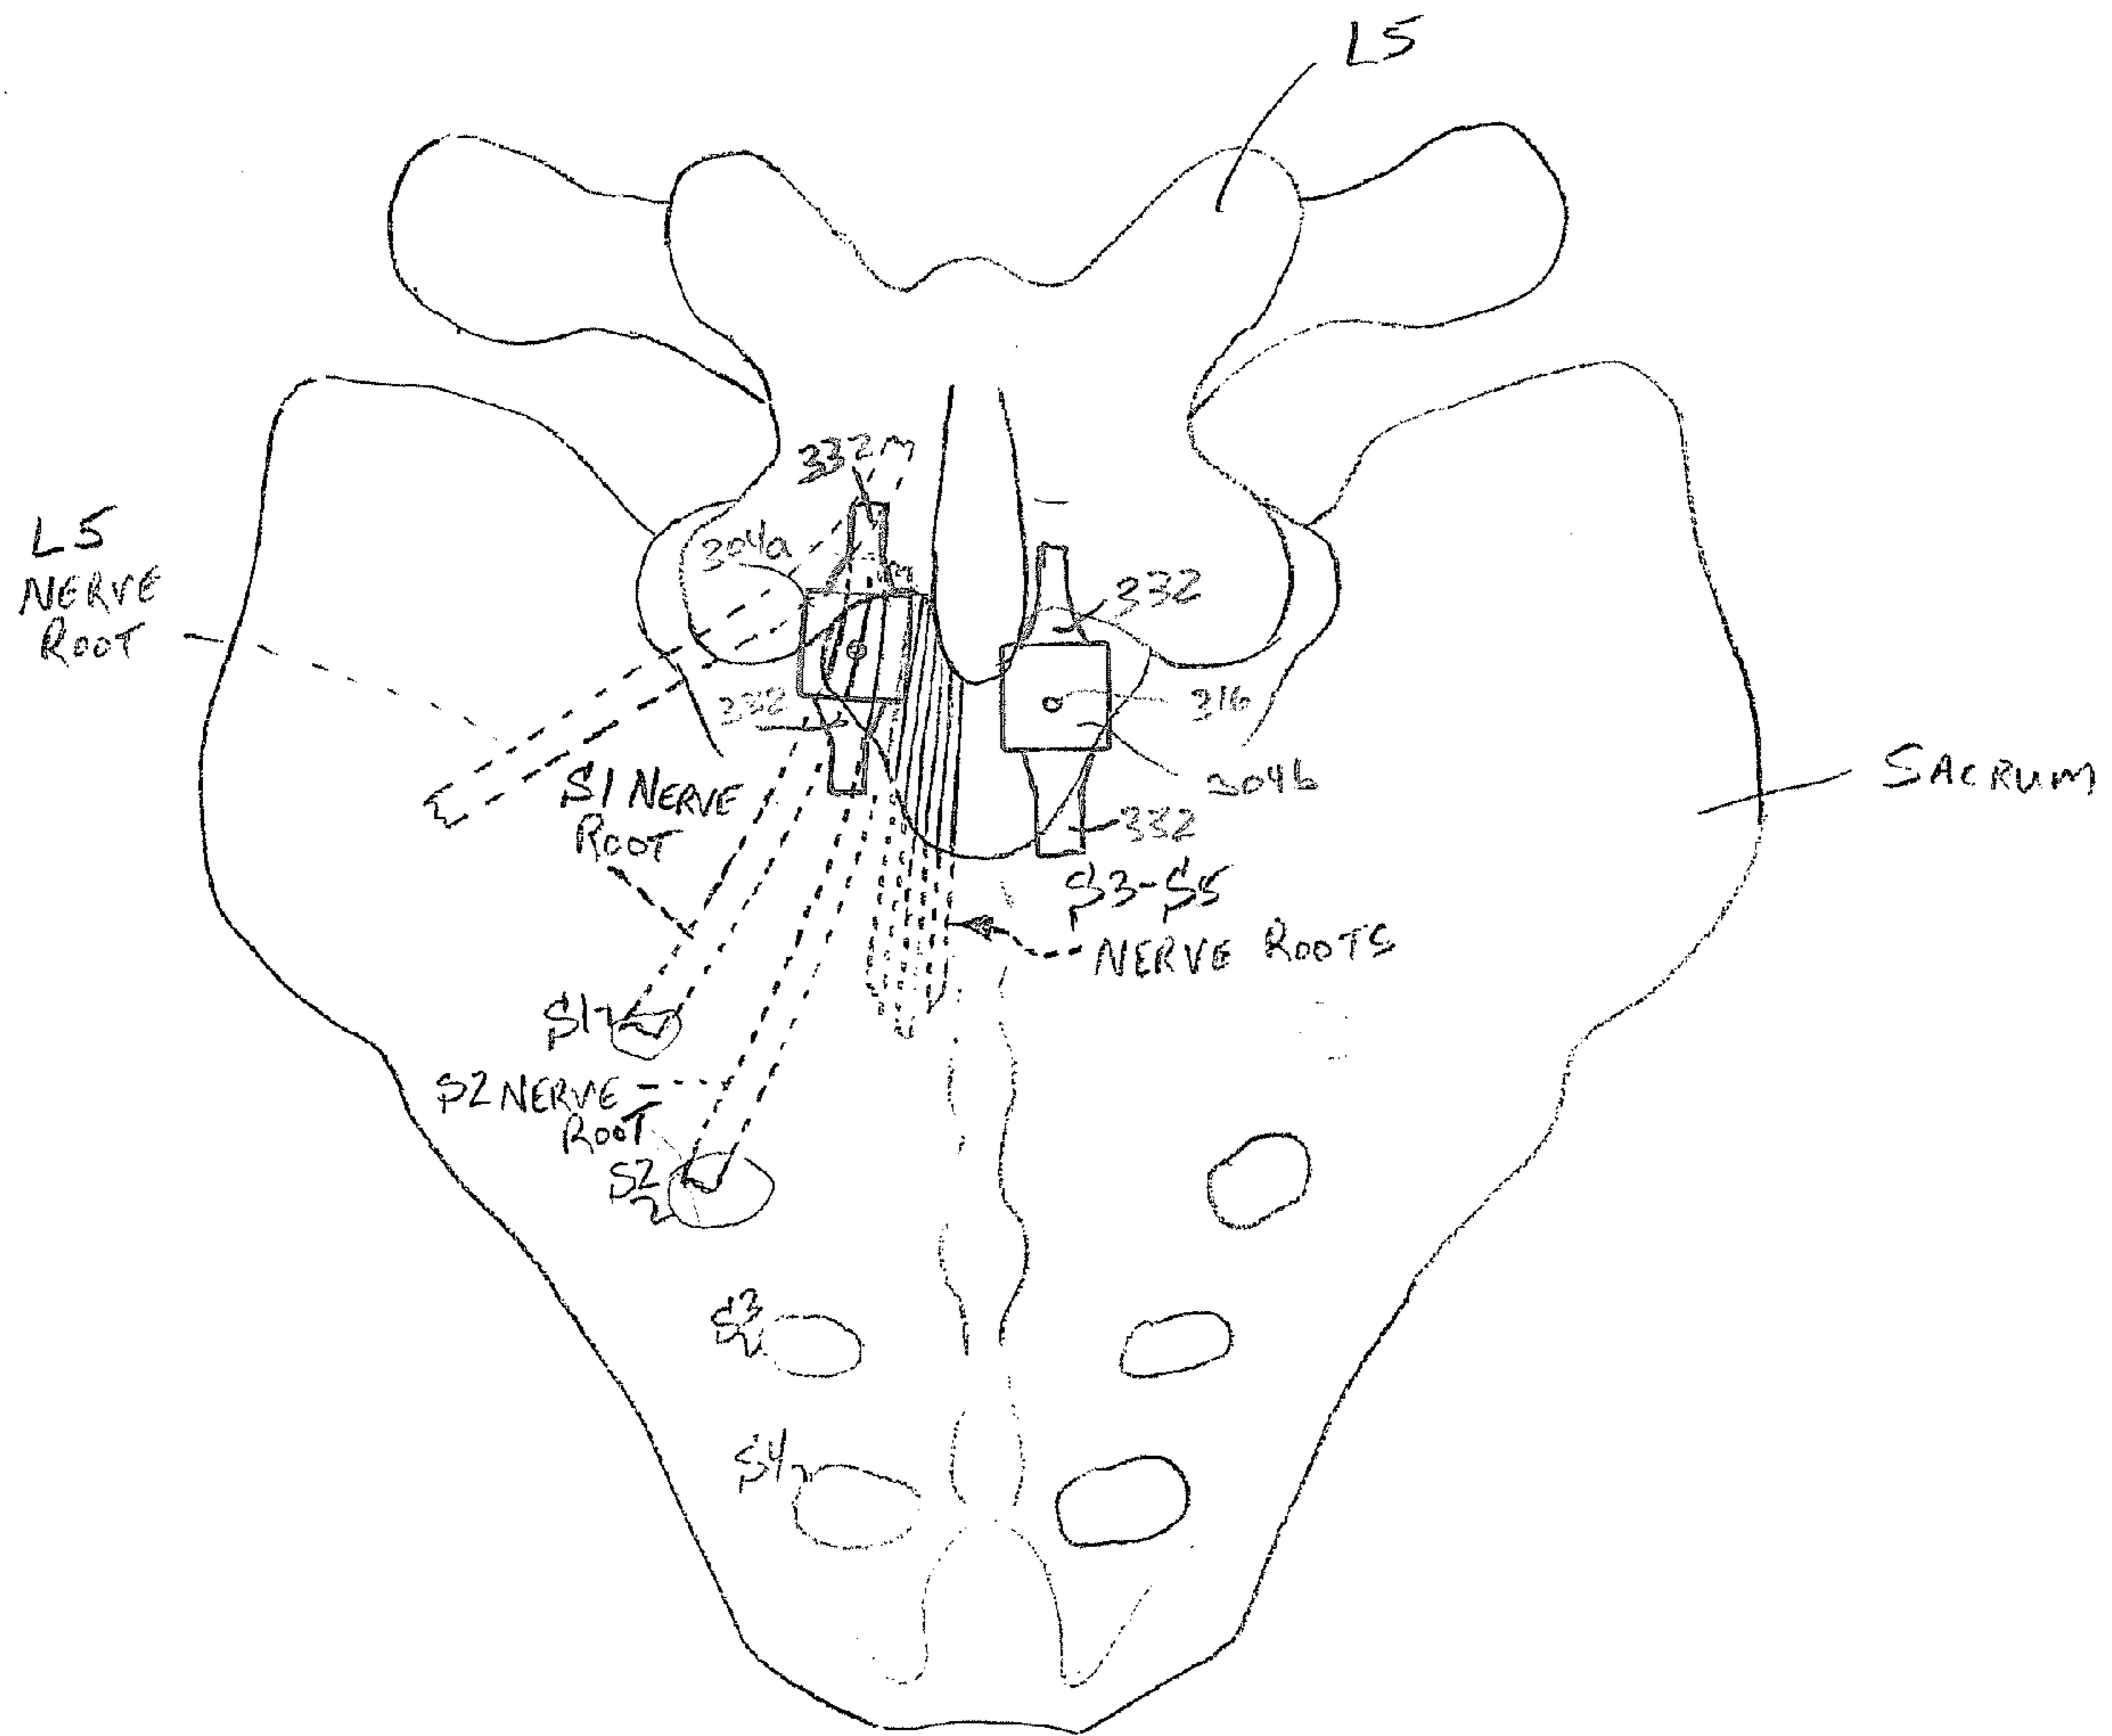 L5
332m
L5
NERVE
ROOT
304a
332
332
316
304b
332
S1 NERVE
ROOT
SACRUM
S3-S5
NERVE ROOTS
S1
S2 NERVE
ROOT
S2
S3
S4